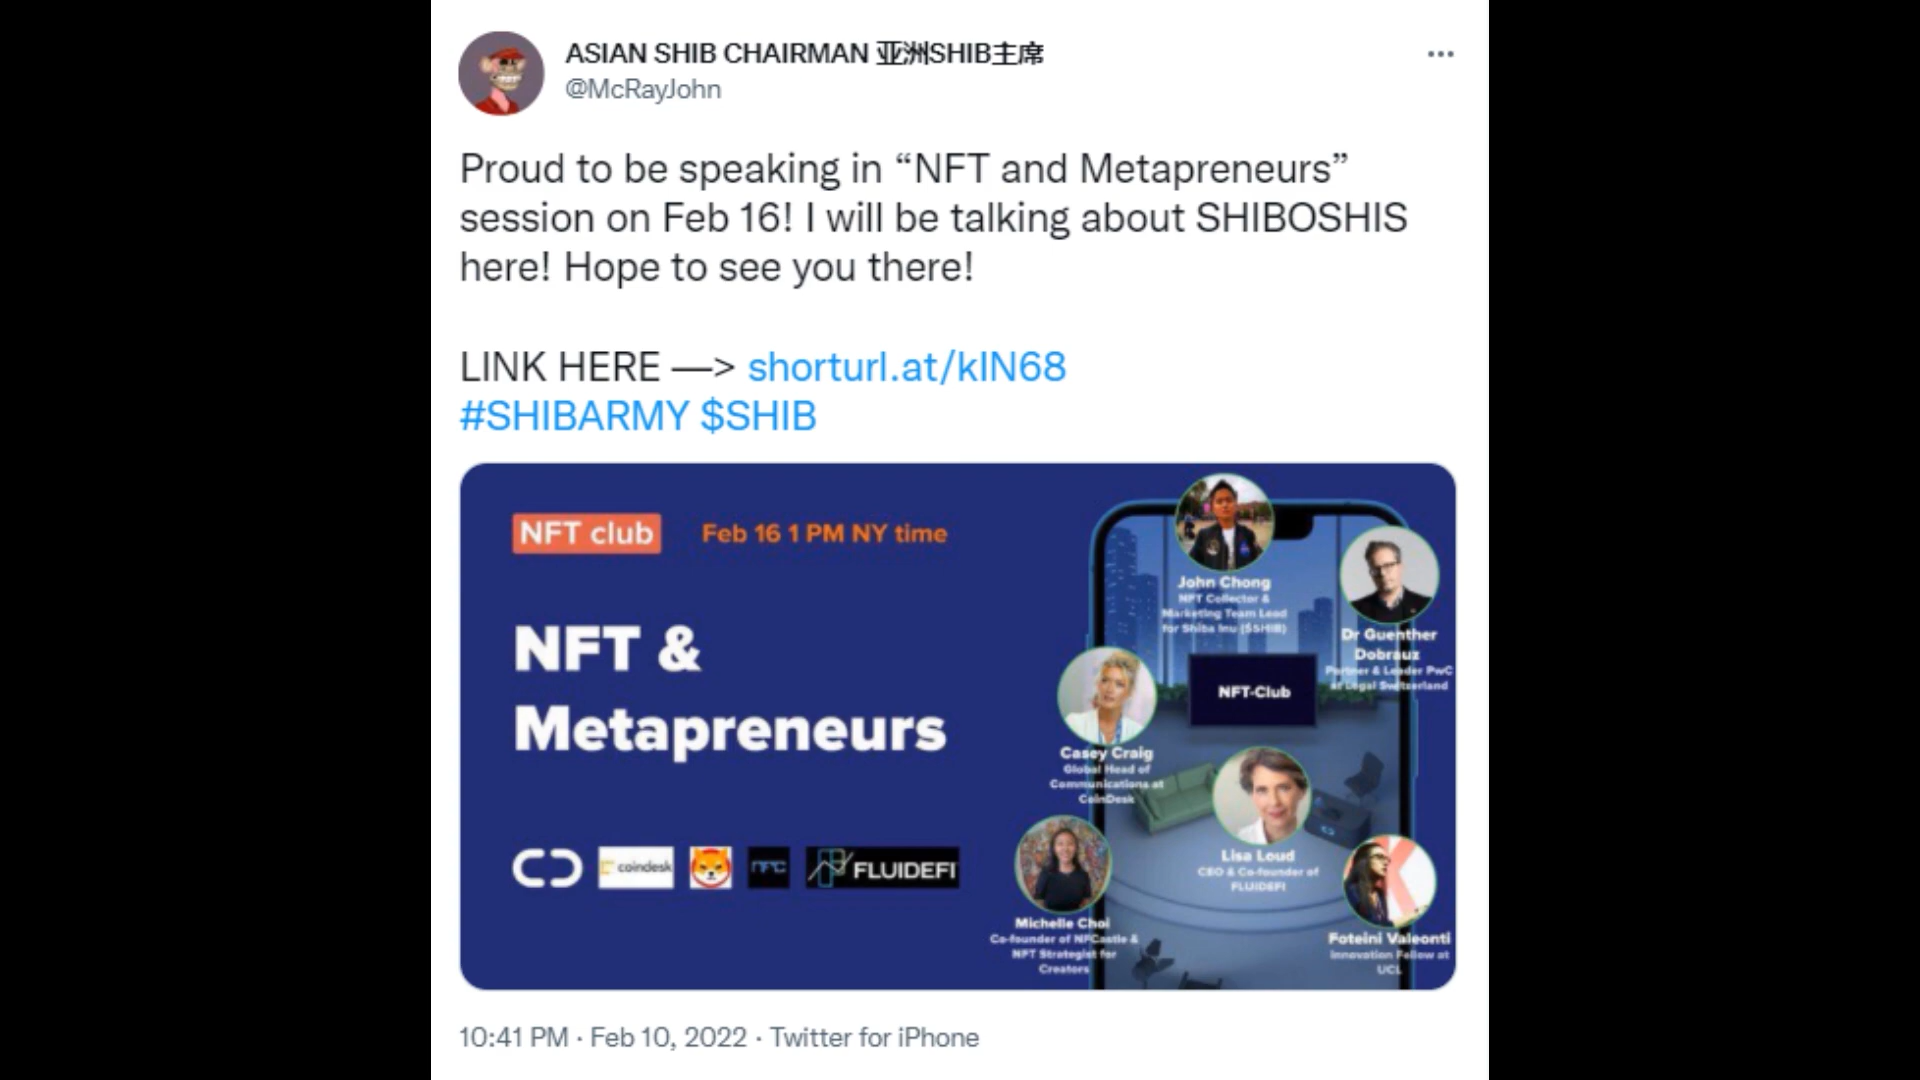 ASIAN SHIB CHAIRMAN 亚洲SHIB主席
@McRayJohn
Proud to be speaking in “NFT and Metapreneurs”
session on Feb 16! I will be talking about SHIBOSHIS
here! Hope to see you there!
LINK HERE —> shorturl.at/kIN68
#SHIBARMY $SHIB
NFT club
Feb 16 1 PM NY time
NFT &
Metapreneurs
coindesk
NFC
FLUIDEFI
John Chong
NFT Collector &
Marketing Team Lead
for Shiba Inu ($SHIB)
Dr Guenther
Dobrauz
Partner & Leader PwC
at Legal Switzerland
NFT-Club
Casey Craig
Global Head of
Communications at
CoinDesk
Lisa Loud
CEO & Co-founder of
FLUIDEFI
Michelle Choi
Co-founder of NFCastle &
NFT Strategist for
Creators
Foteini Valeonti
Innovation Fellow at
UCL
10:41 PM · Feb 10, 2022 · Twitter for iPhone